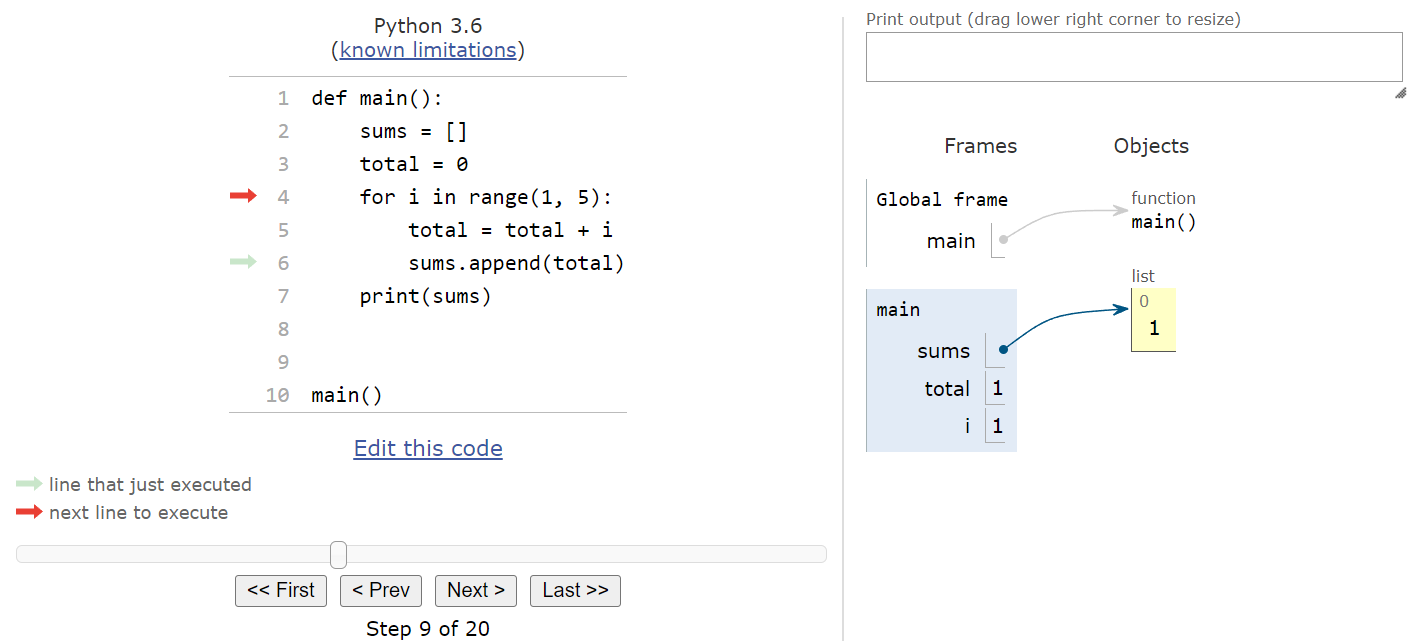 Python 3.6
(known limitations)
1 def main():
2     sums = []
3     total = 0
4     for i in range(1, 5):
5         total = total + i
6         sums.append(total)
7     print(sums)
8
9
10 main()
Edit this code
line that just executed
next line to execute
<< First < Prev Next > Last >>
Step 9 of 20
Print output (drag lower right corner to resize)
Frames Objects
Global frame
main
function
main()
main
sums
total 1
i 1
list
0
1